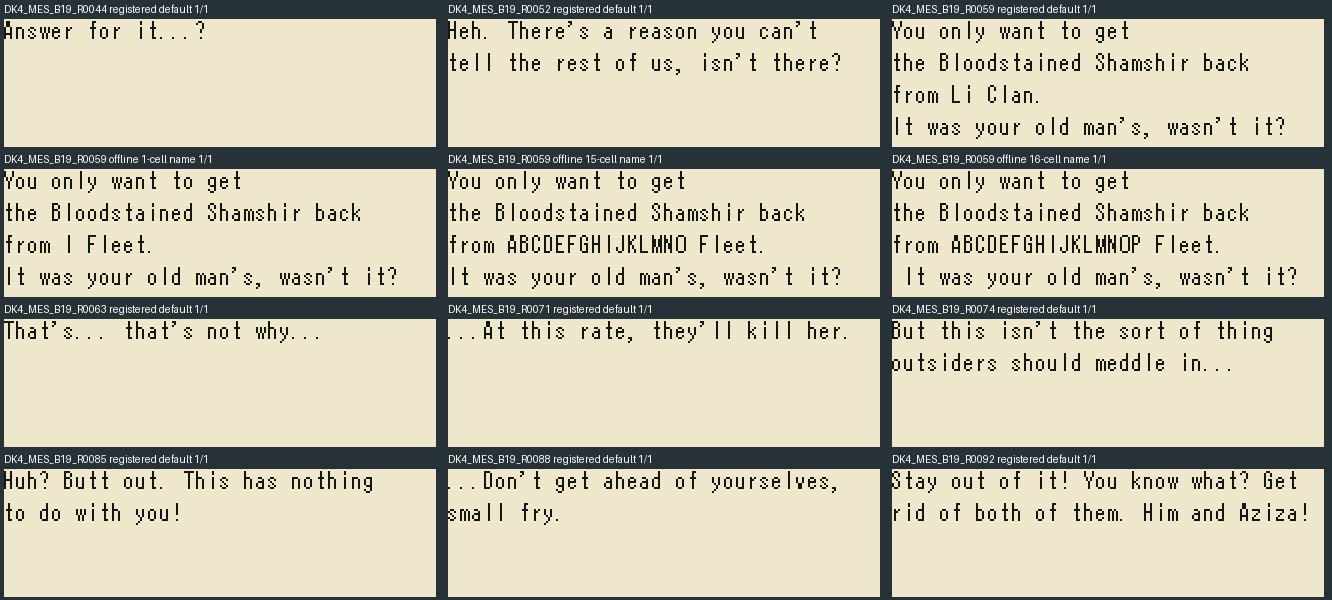 DK4_MES_B19_R0044 registered default 1/1
Answer for it...?
DK4_MES_B19_R0052 registered default 1/1
Heh. There's a reason you can't
tell the rest of us, isn't there?
DK4_MES_B19_R0059 registered default 1/1
You only want to get
the Bloodstained Shamshir back
from Li Clan.
It was your old man's, wasn't it?
DK4_MES_B19_R0059 offline 1-cell name 1/1
You only want to get
the Bloodstained Shamshir back
from I Fleet.
It was your old man's, wasn't it?
DK4_MES_B19_R0059 offline 15-cell name 1/1
You only want to get
the Bloodstained Shamshir back
from ABCDEFGHIJKLMNO Fleet.
It was your old man's, wasn't it?
DK4_MES_B19_R0059 offline 16-cell name 1/1
You only want to get
the Bloodstained Shamshir back
from ABCDEFGHIJKLMNOP Fleet.
It was your old man's, wasn't it?
DK4_MES_B19_R0063 registered default 1/1
That's... that's not why...
DK4_MES_B19_R0071 registered default 1/1
...At this rate, they'll kill her.
DK4_MES_B19_R0074 registered default 1/1
But this isn't the sort of thing
outsiders should meddle in...
DK4_MES_B19_R0085 registered default 1/1
Huh? Butt out. This has nothing
to do with you!
DK4_MES_B19_R0088 registered default 1/1
...Don't get ahead of yourselves,
small fry.
DK4_MES_B19_R0092 registered default 1/1
Stay out of it! You know what? Get
rid of both of them. Him and Aziza!